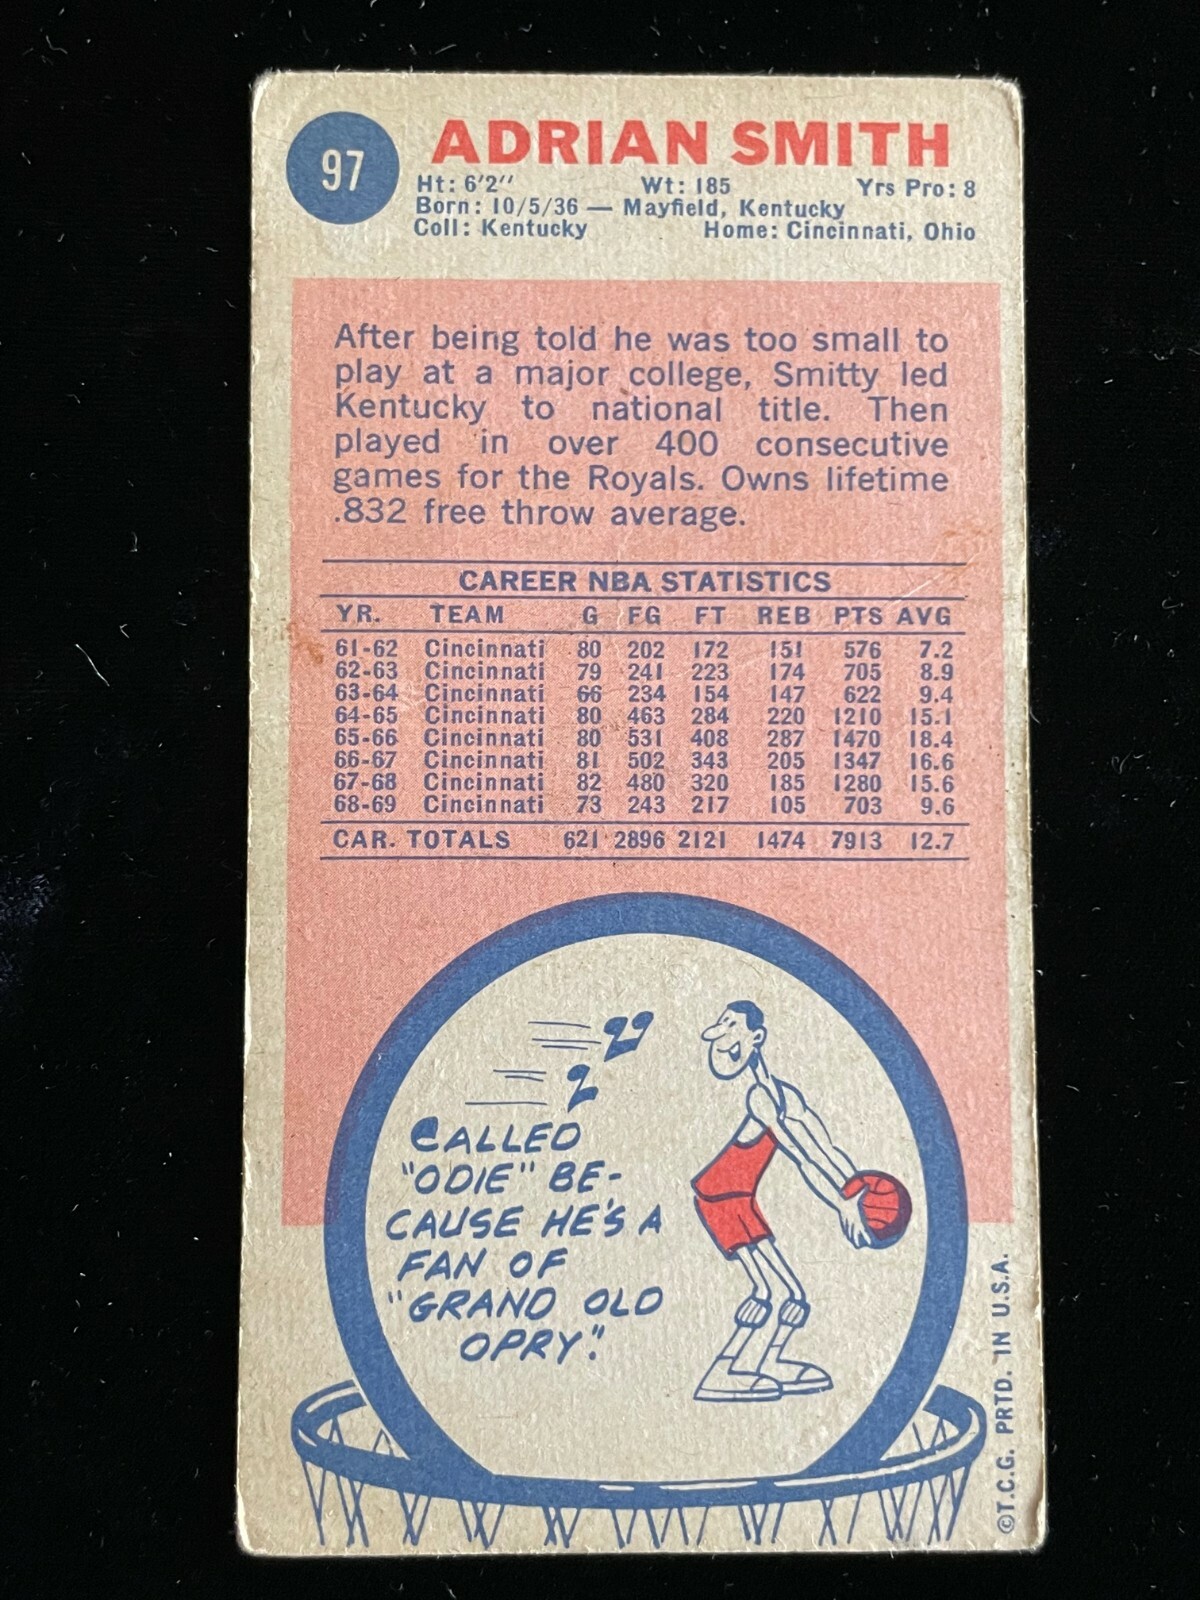 97
ADRIAN SMITH
Ht: 6'2" Wt: 185 Yrs Pro: 8
Born: 10/5/36 — Mayfield, Kentucky
Coll: Kentucky Home: Cincinnati, Ohio
After being told he was too small to
play at a major college, Smitty led
Kentucky to national title. Then
played in over 400 consecutive
games for the Royals. Owns lifetime
.832 free throw average.
CAREER NBA STATISTICS
YR. TEAM G FG FT REB PTS AVG
61-62 Cincinnati 80 202 172 151 576 7.2
62-63 Cincinnati 79 241 223 174 705 8.9
63-64 Cincinnati 66 234 154 147 622 9.4
64-65 Cincinnati 80 463 284 220 1210 15.1
65-66 Cincinnati 80 531 408 287 1470 18.4
66-67 Cincinnati 81 502 343 205 1347 16.6
67-68 Cincinnati 82 480 320 185 1280 15.6
68-69 Cincinnati 73 243 217 105 703 9.6
CAR. TOTALS 621 2896 2121 1474 7913 12.7
CALLED
"ODIE" BE-
CAUSE HE'S A
FAN OF
"GRAND OLD
OPRY."
©T.C.G. PRTD. IN U.S.A.